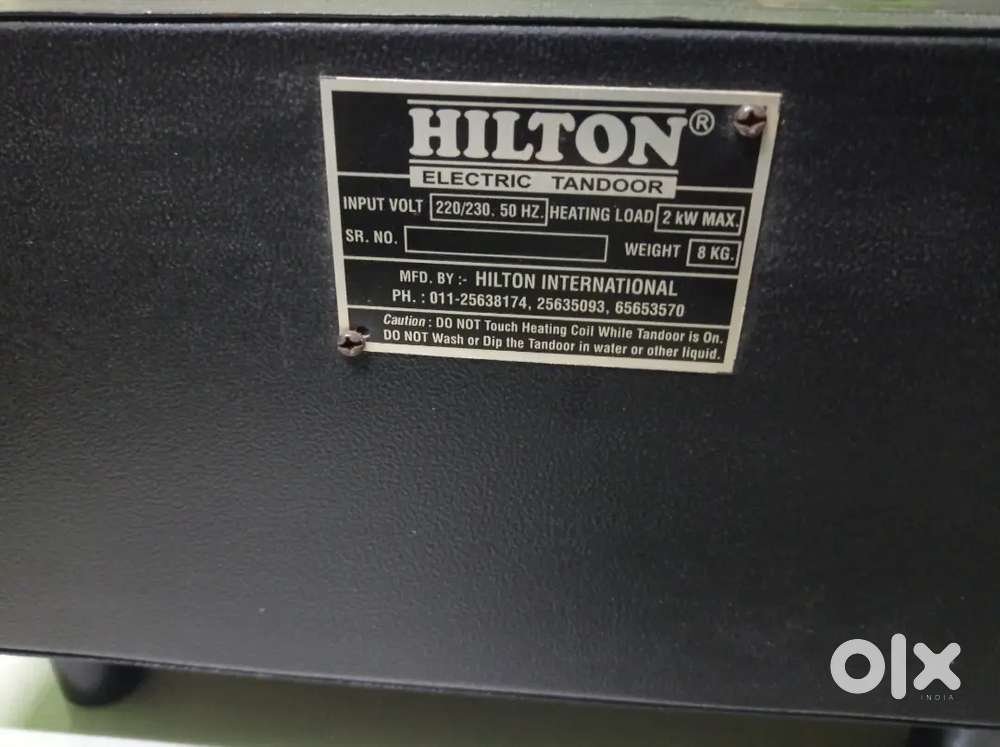 HILTON®
ELECTRIC TANDOOR
INPUT VOLT 220/230. 50 HZ. HEATING LOAD 2 kW MAX.
SR. NO. WEIGHT 8 KG.
MFD. BY :- HILTON INTERNATIONAL
PH. : 011-25638174, 25635093, 65653570
Caution : DO NOT Touch Heating Coil While Tandoor is On.
DO NOT Wash or Dip the Tandoor in water or other liquid.
olx
INDIA